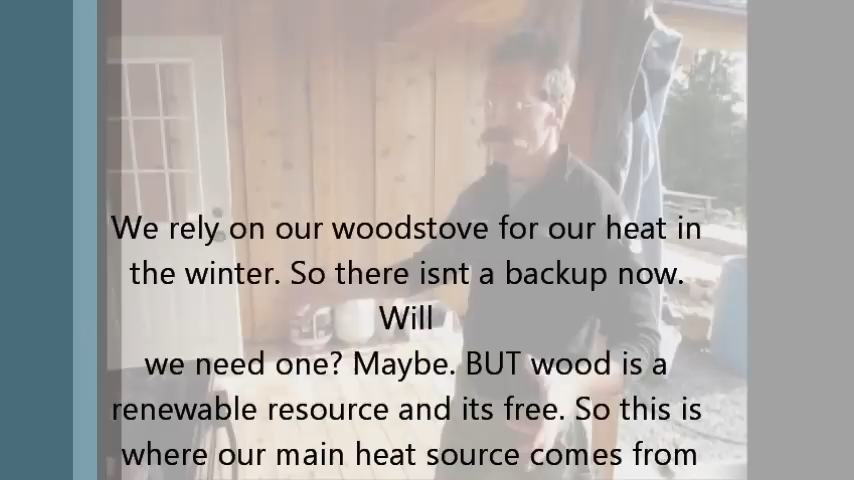 We rely on our woodstove for our heat in
the winter. So there isnt a backup now.
Will
we need one? Maybe. BUT wood is a
renewable resource and its free. So this is
where our main heat source comes from